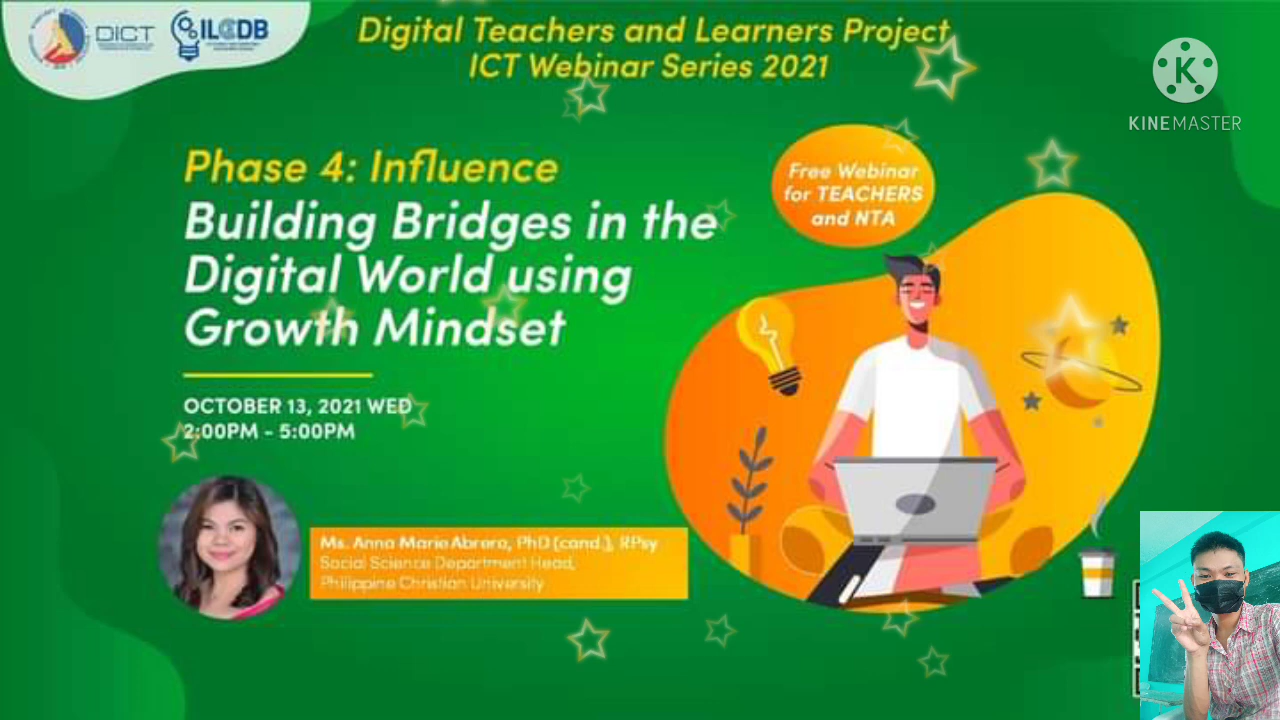 DICT
ILCDB
Digital Teachers and Learners Project
ICT Webinar Series 2021
KINEMASTER
Phase 4: Influence
Building Bridges in the
Digital World using
Growth Mindset
Free Webinar
for TEACHERS
and NTA
OCTOBER 13, 2021 WED
2:00PM - 5:00PM
Ms. Anna Marie Abrera, PhD (cand.), RPsy
Social Science Department Head,
Philippine Christian University